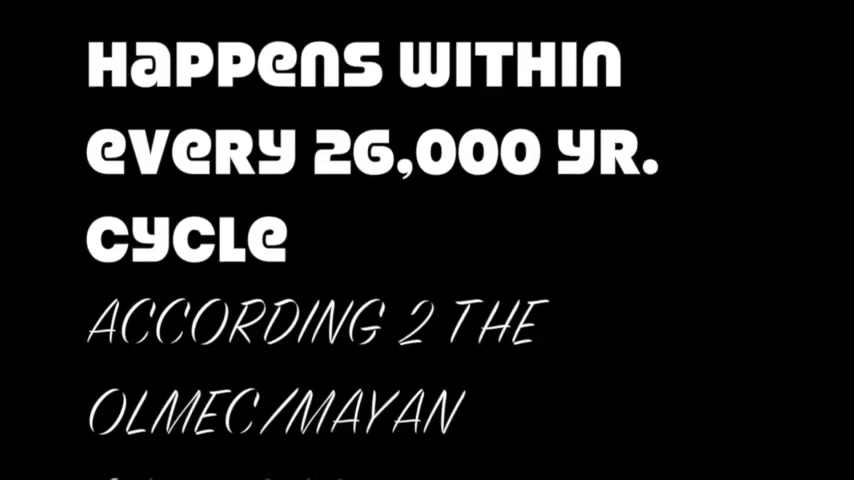 Happens within
every 26,000 yr.
cycle
ACCORDING 2 THE
OLMEC/MAYAN